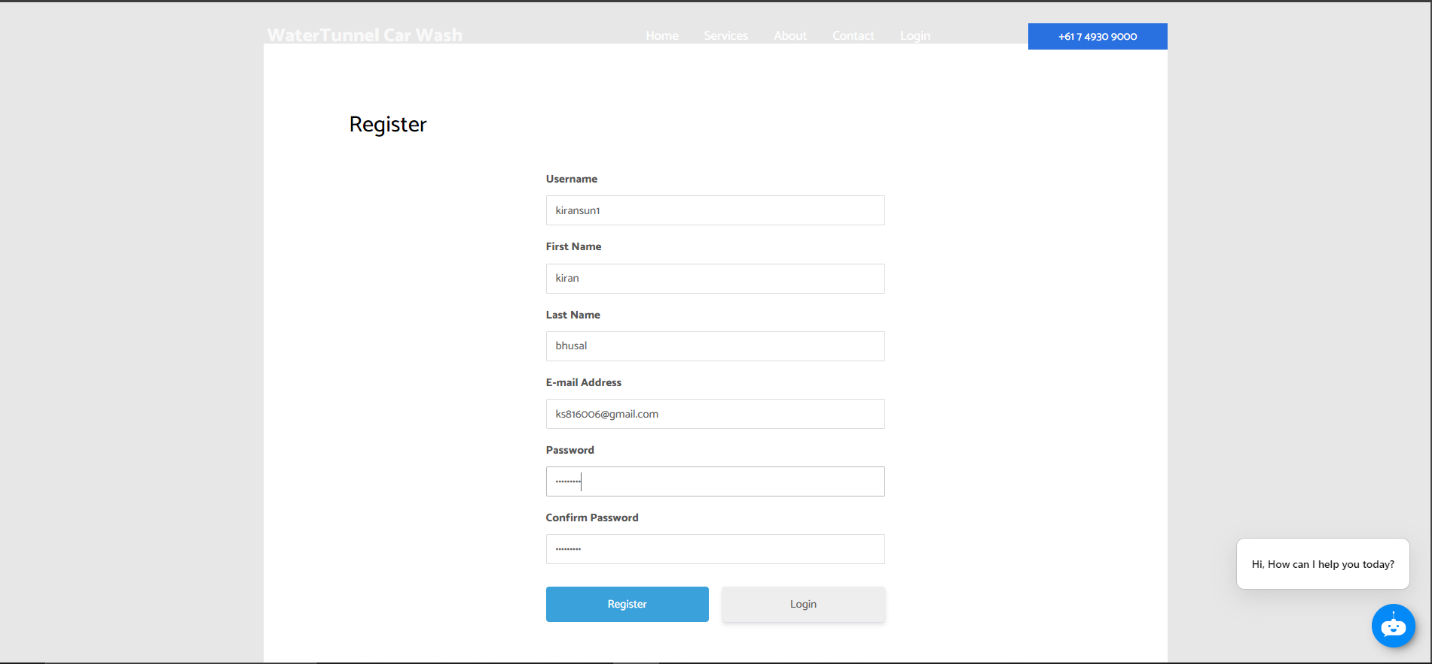 WaterTunnel Car Wash Home Services About Contact Login +61 7 4930 9000
Register
Username
kiransun1
First Name
kiran
Last Name
bhusal
E-mail Address
ks816006@gmail.com
Password
•••••••••
Confirm Password
•••••••••
Hi, How can I help you today?
Register Login